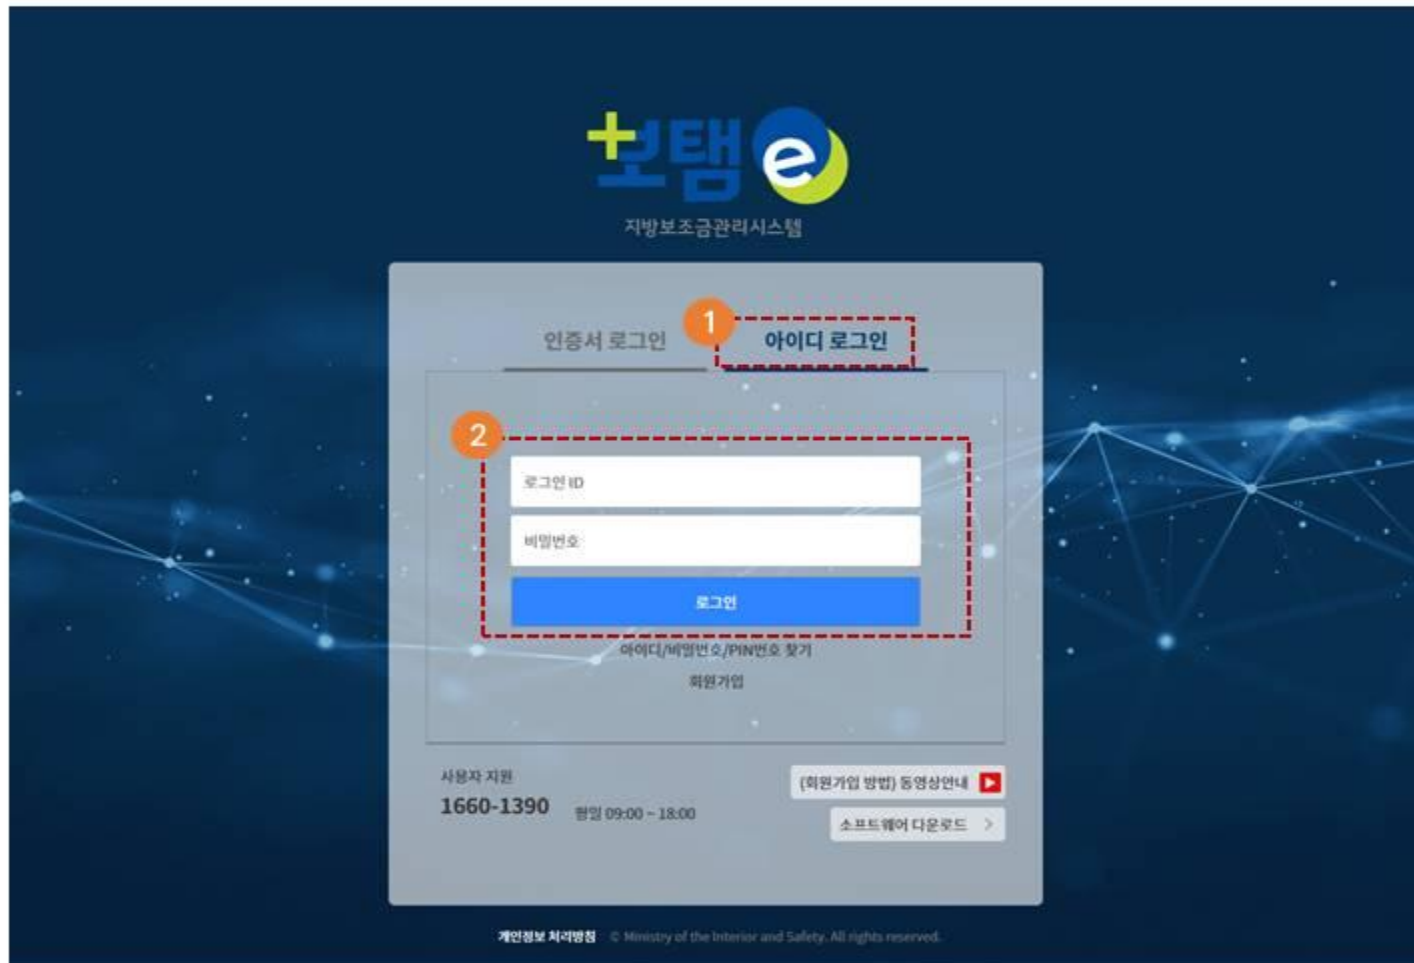 보탬e
지방보조금관리시스템
인증서 로그인
1
아이디 로그인
2
로그인 ID
비밀번호
로그인
아이디/비밀번호/PIN번호 찾기
회원가입
사용자 지원
1660-1390 평일 09:00 ~ 18:00
(회원가입 방법) 동영상안내
소프트웨어 다운로드 >
개인정보 처리방침 © Ministry of the Interior and Safety. All rights reserved.